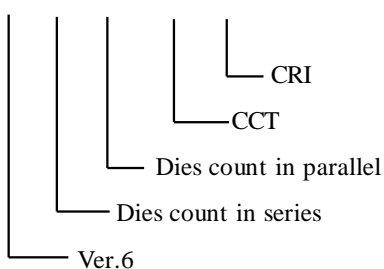 CRI
CCT
Dies count in parallel
Dies count in series
Ver.6